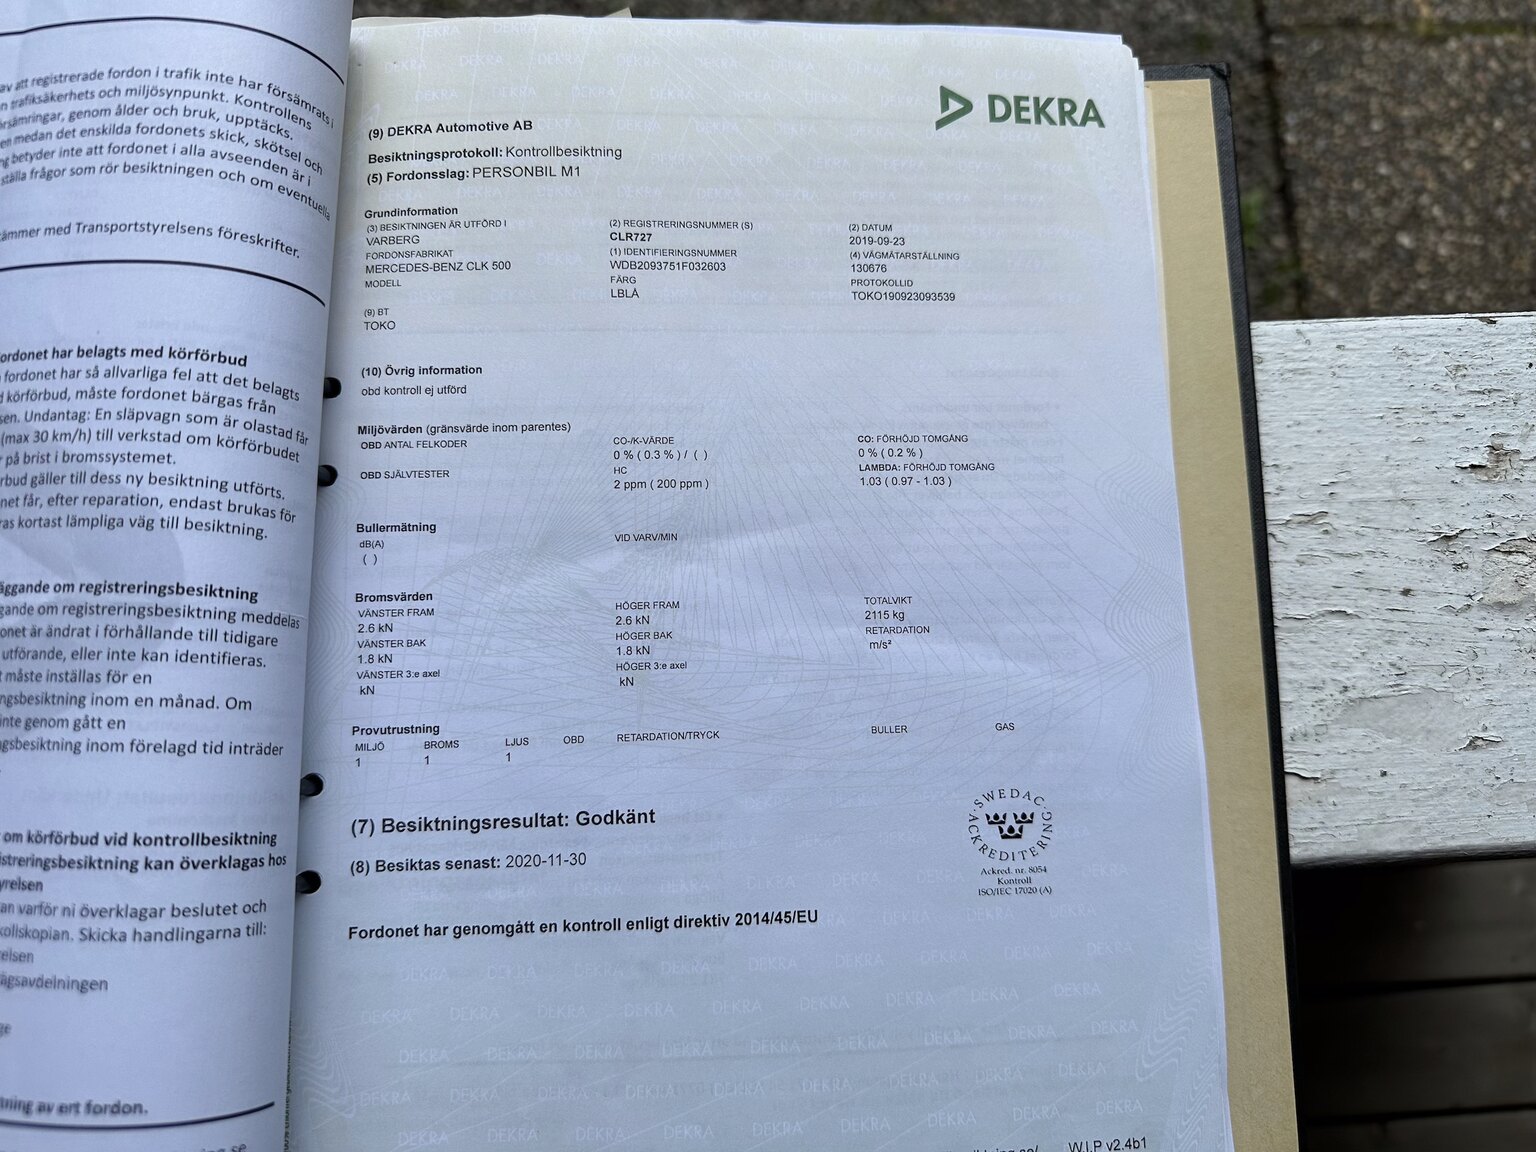 av att registrerade fordon i trafik inte har försämrats i
trafiksäkerhets och miljösynpunkt. Kontrollens
genom ålder och bruk, upptäcks.
medan det enskilda fordonets skick, skötsel och
betyder inte att fordonet i alla avseenden är i
ställa frågor som rör besiktningen och om eventuella
med Transportstyrelsens föreskrifter.
fordonet har belagts med körförbud
fordonet har så allvarliga fel att det belagts
körförbud, måste fordonet bärgas från
Undantag: En släpvagn som är olastad får
(max 30 km/h) till verkstad om körförbudet
på brist i bromssystemet.
gäller till dess ny besiktning utförts.
får, efter reparation, endast brukas för
kortast lämpliga väg till besiktning.
om registreringsbesiktning
om registreringsbesiktning meddelas
är ändrat i förhållande till tidigare
utförande, eller inte kan identifieras.
måste inställas för en
inom en månad. Om
inte genom gått en
inom förelagd tid inträder
om körförbud vid kontrollbesiktning
kan överklagas hos
varför ni överklagar beslutet och
Skicka handlingarna till:
av ert fordon.
DEKRA
(9) DEKRA Automotive AB
Besiktningsprotokoll: Kontrollbesiktning
(5) Fordonsslag: PERSONBIL M1
Grundinformation
(3) BESIKTNINGEN ÄR UTFÖRD I (2) REGISTRERINGSNUMMER (S) (2) DATUM
VARBERG CLR727 2019-09-23
FORDONSFABRIKAT (1) IDENTIFIERINGSNUMMER (4) VÄGMÄTARSTÄLLNING
MERCEDES-BENZ CLK 500 WDB2093751F032603 130676
MODELL FÄRG PROTOKOLLID
LBLÅ TOKO190923093539
(9) BT
TOKO
(10) Övrig information
obd kontroll ej utförd
Miljövärden (gränsvärde inom parentes)
OBD ANTAL FELKODER CO-/K-VÄRDE CO: FÖRHÖJD TOMGÅNG
0 % ( 0.3 % ) / ( ) 0 % ( 0.2 % )
OBD SJÄLVTESTER HC LAMBDA: FÖRHÖJD TOMGÅNG
2 ppm ( 200 ppm ) 1.03 ( 0.97 - 1.03 )
Bullermätning
dB(A) VID VARV/MIN
( )
Bromsvärden
VÄNSTER FRAM HÖGER FRAM TOTALVIKT
2.6 kN 2.6 kN 2115 kg
VÄNSTER BAK HÖGER BAK RETARDATION
1.8 kN 1.8 kN m/s²
VÄNSTER 3:e axel HÖGER 3:e axel
kN kN
Provutrustning
MILJÖ BROMS LJUS OBD RETARDATION/TRYCK BULLER GAS
1 1 1
(7) Besiktningsresultat: Godkänt
(8) Besiktas senast: 2020-11-30
SWEDAC ACKREDITERING
Ackred. nr. 8054
Kontroll
ISO/IEC 17020 (A)
Fordonet har genomgått en kontroll enligt direktiv 2014/45/EU
W.I.P v2.4b1